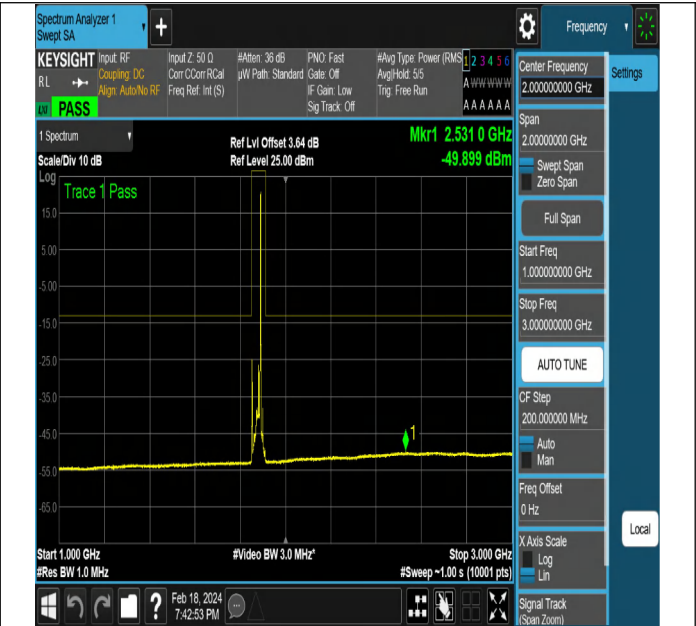 Spectrum Analyzer 1
Swept SA
+
Frequency
KEYSIGHT
RL
PASS
Input: RF
Coupling: DC
Align: Auto/No RF
Input Z: 50 Ω
Corr CCorr RCal
Freq Ref: Int (S)
#Atten: 36 dB
µW Path: Standard
PNO: Fast
Gate: Off
IF Gain: Low
Sig Track: Off
#Avg Type: Power (RMS
Avg|Hold: 5/5
Trig: Free Run
1 2 3 4 5 6
A W W W W W
A A A A A A
1 Spectrum
Scale/Div 10 dB
Ref Lvl Offset 3.64 dB
Ref Level 25.00 dBm
Mkr1 2.531 0 GHz
-49.899 dBm
Log
Trace 1 Pass
15.0
5.00
-5.00
-15.0
-25.0
-35.0
-45.0
-55.0
-65.0
1
Start 1.000 GHz
#Res BW 1.0 MHz
#Video BW 3.0 MHz*
Stop 3.000 GHz
#Sweep ~1.00 s (10001 pts)
Feb 18, 2024
7:42:53 PM
Center Frequency
2.000000000 GHz
Settings
Span
2.00000000 GHz
Swept Span
Zero Span
Full Span
Start Freq
1.000000000 GHz
Stop Freq
3.000000000 GHz
AUTO TUNE
CF Step
200.000000 MHz
Auto
Man
Freq Offset
0 Hz
Local
X Axis Scale
Log
Lin
Signal Track
(Span Zoom)